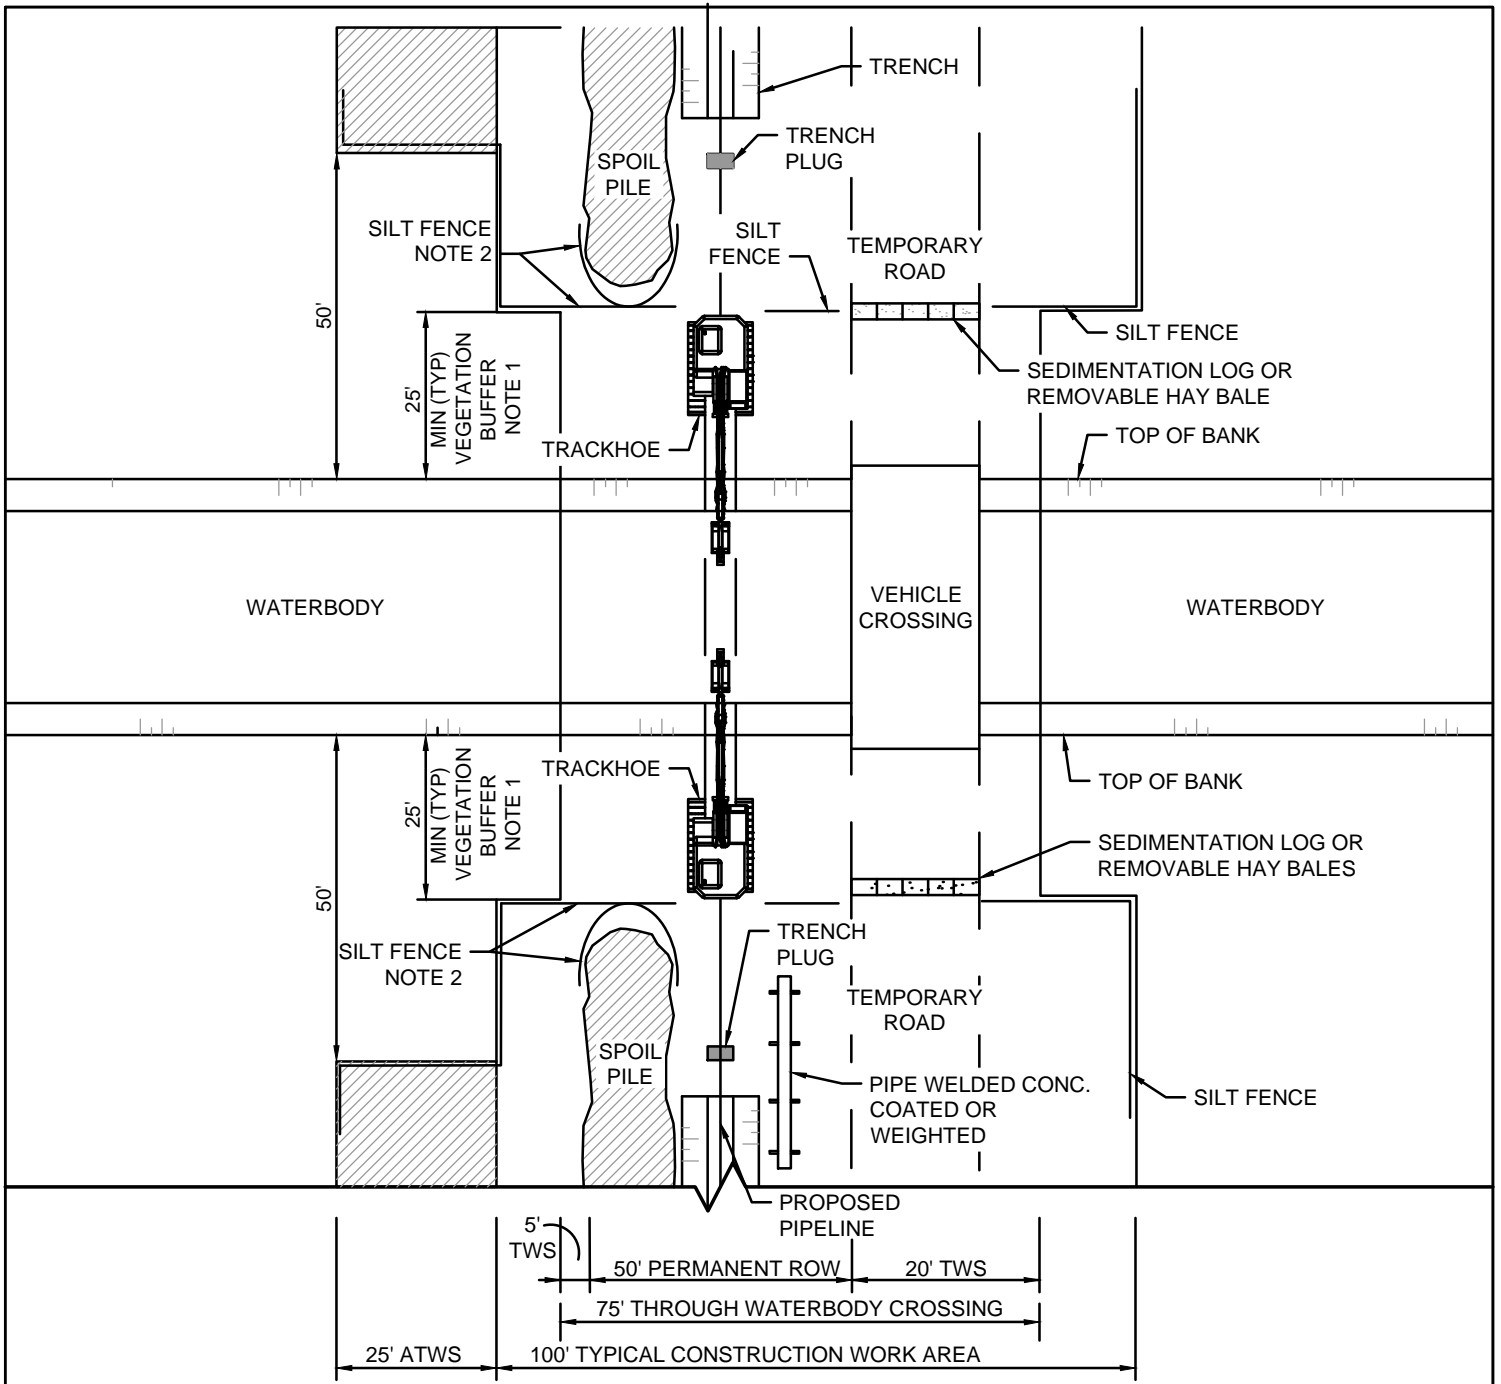 TRENCH
TRENCH
PLUG
SPOIL
PILE
SILT FENCE
NOTE 2
SILT
FENCE
TEMPORARY
ROAD
50'
25'
MIN (TYP)
VEGETATION
BUFFER
NOTE 1
SILT FENCE
SEDIMENTATION LOG OR
REMOVABLE HAY BALE
TRACKHOE
TOP OF BANK
WATERBODY
VEHICLE
CROSSING
WATERBODY
TRACKHOE
TOP OF BANK
25'
MIN (TYP)
VEGETATION
BUFFER
NOTE 1
50'
SEDIMENTATION LOG OR
REMOVABLE HAY BALES
SILT FENCE
NOTE 2
TRENCH
PLUG
TEMPORARY
ROAD
SPOIL
PILE
PIPE WELDED CONC.
COATED OR
WEIGHTED
SILT FENCE
PROPOSED
PIPELINE
5'
TWS
50' PERMANENT ROW
20' TWS
75' THROUGH WATERBODY CROSSING
25' ATWS
100' TYPICAL CONSTRUCTION WORK AREA